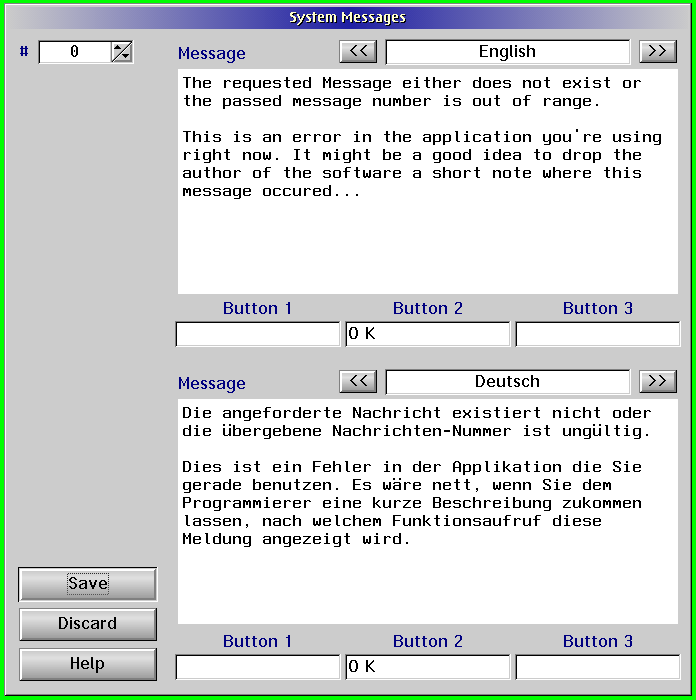 System Messages
# 0
Message << English >>
The requested Message either does not exist or
the passed message number is out of range.
This is an error in the application you're using
right now. It might be a good idea to drop the
author of the software a short note where this
message occured...
Button 1 Button 2 Button 3
O K
Message << Deutsch >>
Die angeforderte Nachricht existiert nicht oder
die übergebene Nachrichten-Nummer ist ungültig.
Dies ist ein Fehler in der Applikation die Sie
gerade benutzen. Es wäre nett, wenn Sie dem
Programmierer eine kurze Beschreibung zukommen
lassen, nach welchem Funktionsaufruf diese
Meldung angezeigt wird.
Button 1 Button 2 Button 3
O K
Save
Discard
Help